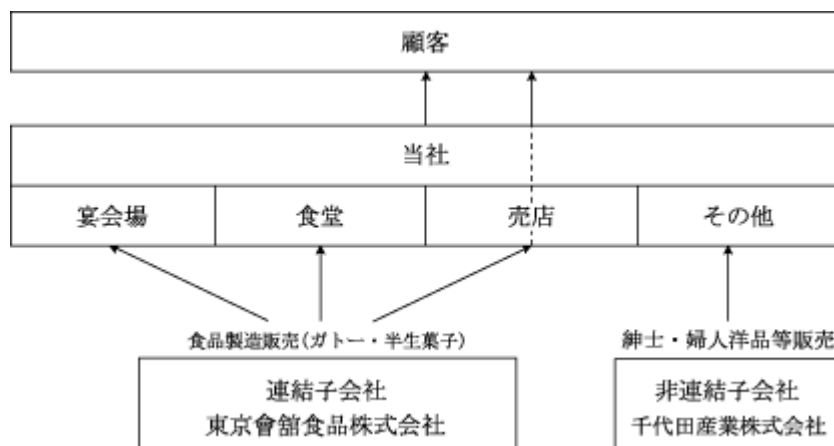 顧客
当社
宴会場
食堂
売店
その他
食品製造販売(ガトー・半生菓子)
紳士・婦人洋品等販売
連結子会社
東京會舘食品株式会社
非連結子会社
千代田産業株式会社